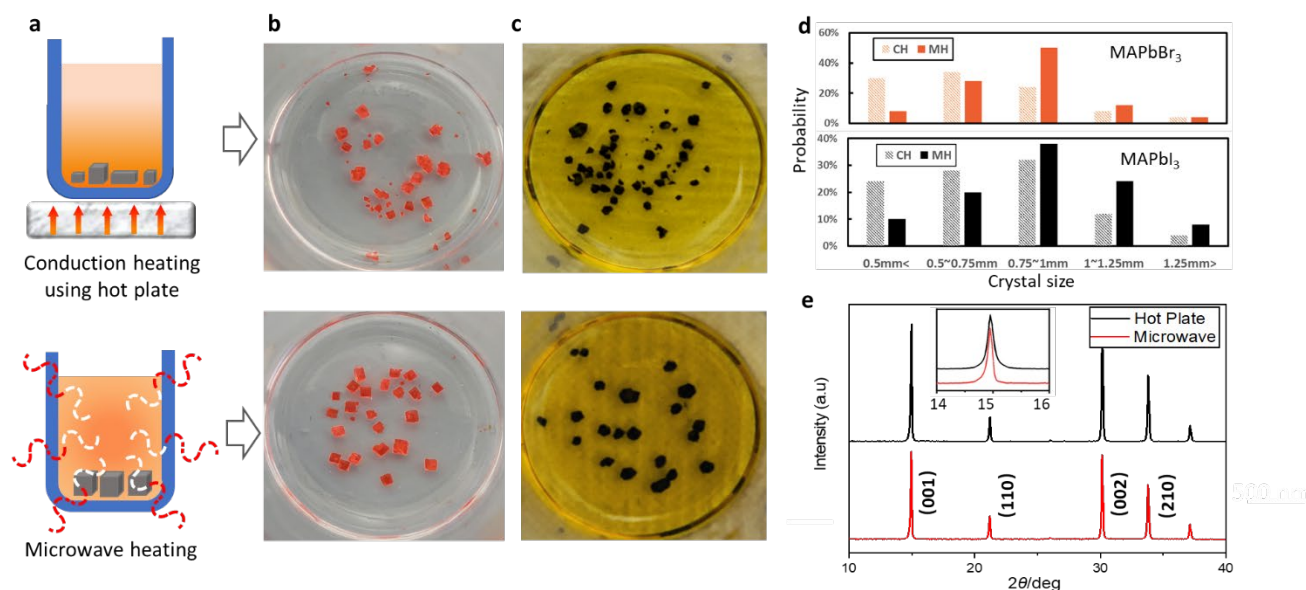 a
Conduction heating
using hot plate
Microwave heating
b
c
d
60%
40%
20%
0%
CH MH
MAPbBr3
Probability
40%
30%
20%
10%
0%
CH MH
MAPbI3
0.5mm< 0.5~0.75mm 0.75~1mm 1~1.25mm 1.25mm>
Crystal size
e
Intensity (a.u)
Hot Plate
Microwave
14 15 16
(001) (110) (002) (210)
10 20 30 40
2θ/deg
500 nm